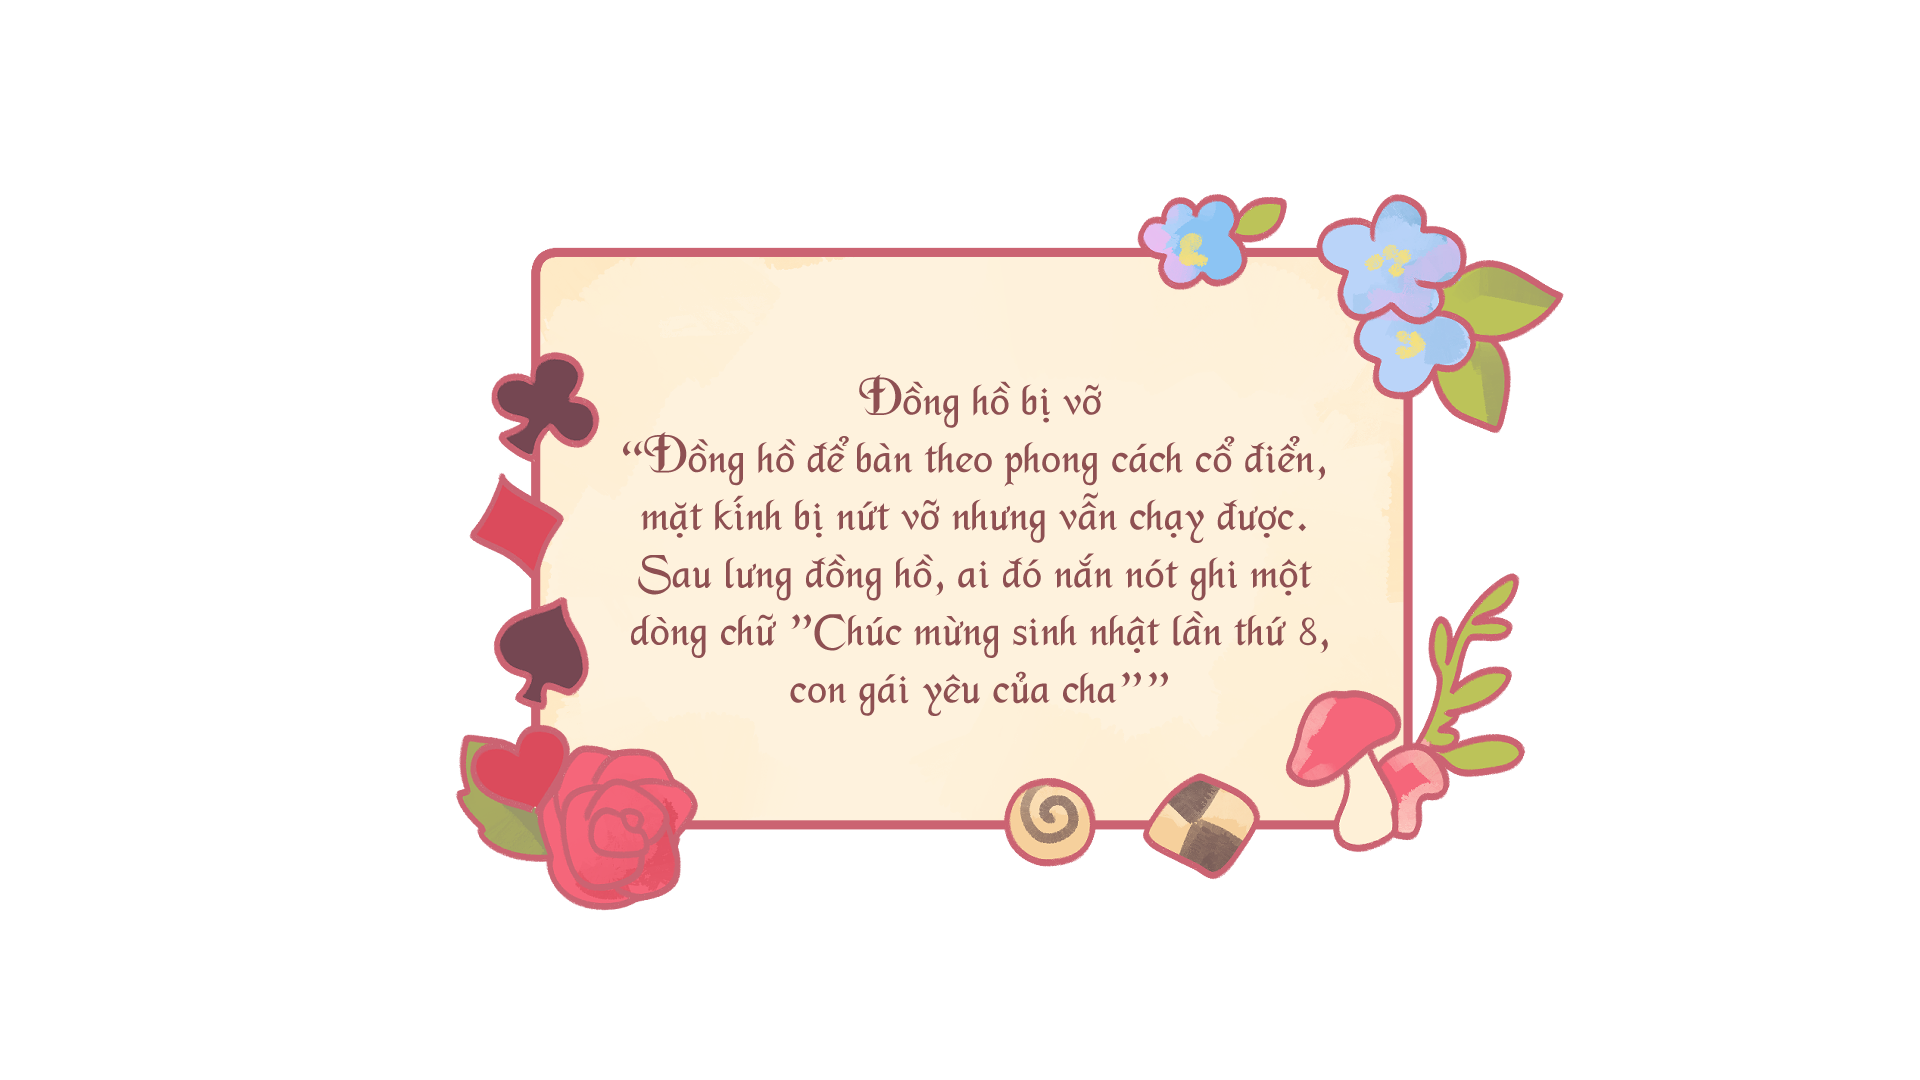 Đồng hồ bị vỡ
“Đồng hồ để bàn theo phong cách cổ điển,
mặt kính bị nứt vỡ nhưng vẫn chạy được.
Sau lưng đồng hồ, ai đó nắn nót ghi một
dòng chữ ”Chúc mừng sinh nhật lần thứ 8,
con gái yêu của cha””